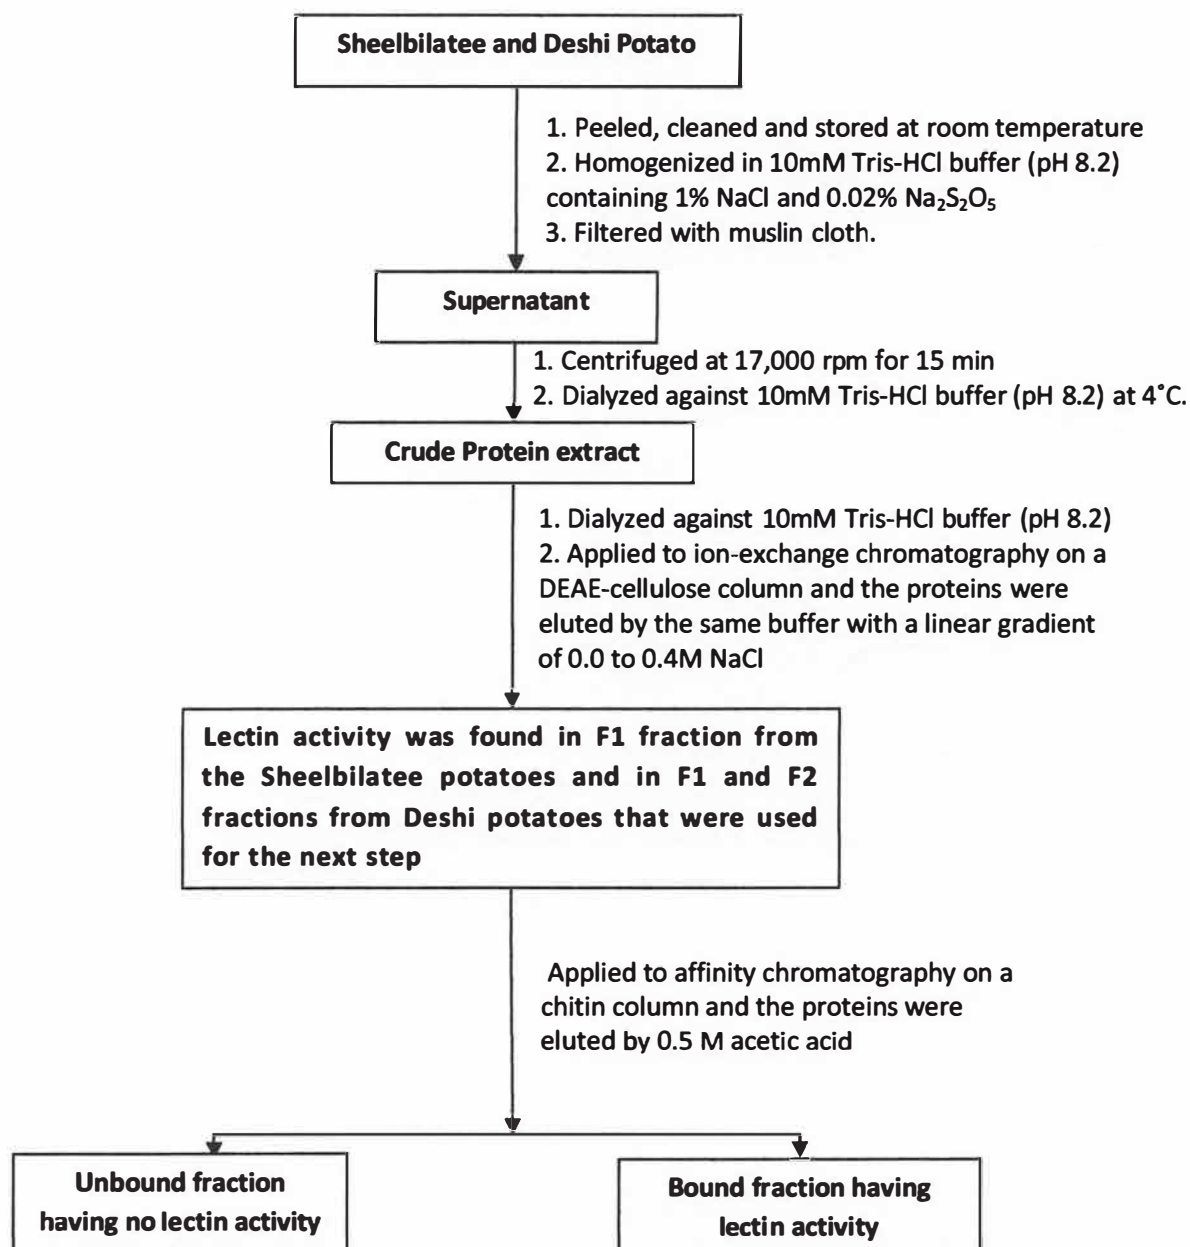 Sheelbilatee and Deshi Potato
1. Peeled, cleaned and stored at room temperature
2. Homogenized in 10mM Tris-HCl buffer (pH 8.2)
containing 1% NaCl and 0.02% Na₂S₂O₅
3. Filtered with muslin cloth.
Supernatant
1. Centrifuged at 17,000 rpm for 15 min
2. Dialyzed against 10mM Tris-HCl buffer (pH 8.2) at 4˚C.
Crude Protein extract
1. Dialyzed against 10mM Tris-HCl buffer (pH 8.2)
2. Applied to ion-exchange chromatography on a
DEAE-cellulose column and the proteins were
eluted by the same buffer with a linear gradient
of 0.0 to 0.4M NaCl
Lectin activity was found in F1 fraction from
the Sheelbilatee potatoes and in F1 and F2
fractions from Deshi potatoes that were used
for the next step
Applied to affinity chromatography on a
chitin column and the proteins were
eluted by 0.5 M acetic acid
Unbound fraction
having no lectin activity
Bound fraction having
lectin activity